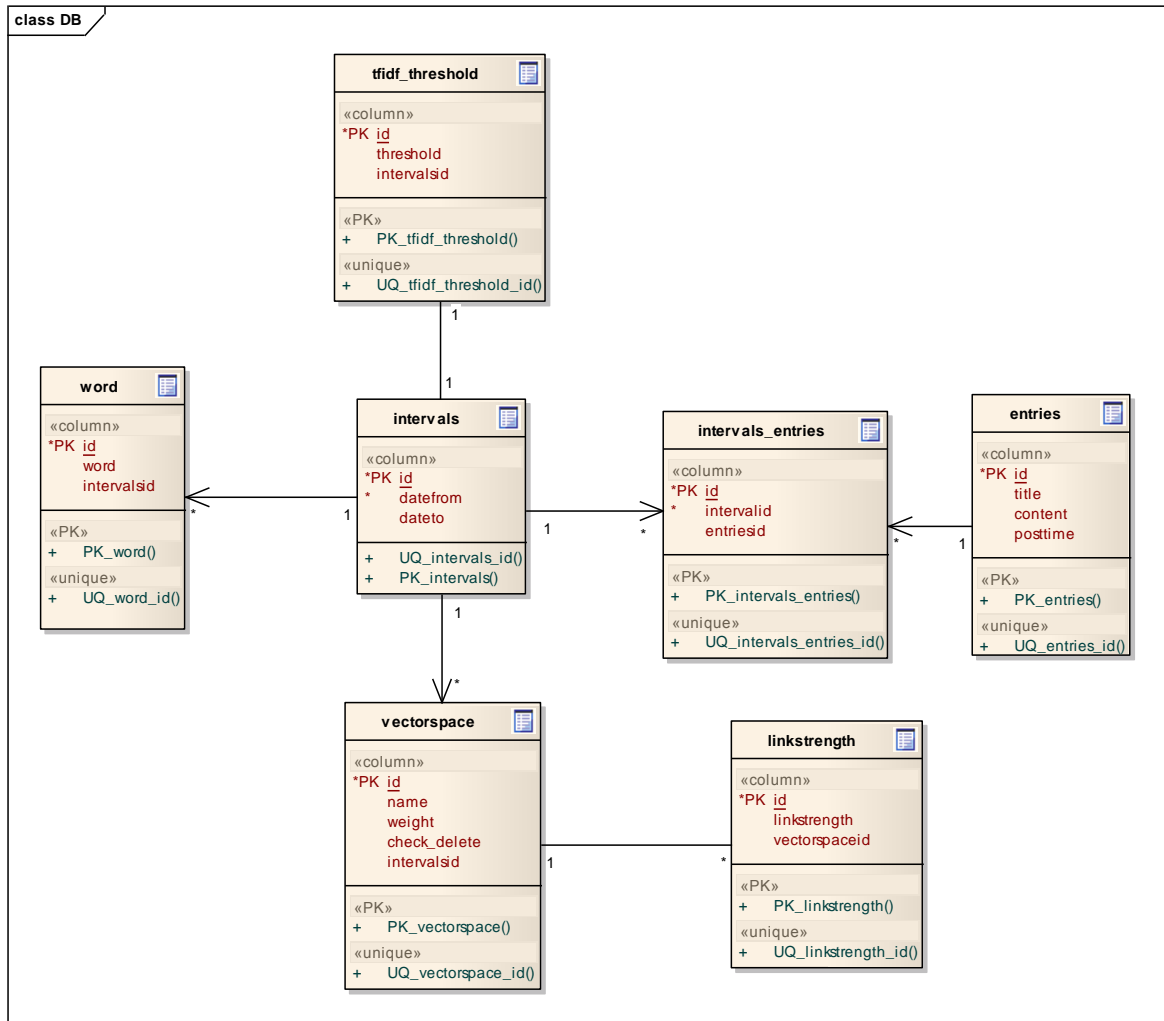 class DB
tfidf_threshold
«column»
*PK id
threshold
intervalsid
«PK»
+ PK_tfidf_threshold()
«unique»
+ UQ_tfidf_threshold_id()
1
1
word
«column»
*PK id
word
intervalsid
«PK»
+ PK_word()
«unique»
+ UQ_word_id()
*
1
intervals
«column»
*PK id
* datefrom
dateto
+ UQ_intervals_id()
+ PK_intervals()
1
*
intervals_entries
«column»
*PK id
* intervalid
entriesid
«PK»
+ PK_intervals_entries()
«unique»
+ UQ_intervals_entries_id()
*
1
entries
«column»
*PK id
title
content
posttime
«PK»
+ PK_entries()
«unique»
+ UQ_entries_id()
1
*
vectorspace
«column»
*PK id
name
weight
check_delete
intervalsid
«PK»
+ PK_vectorspace()
«unique»
+ UQ_vectorspace_id()
1
*
linkstrength
«column»
*PK id
linkstrength
vectorspaceid
«PK»
+ PK_linkstrength()
«unique»
+ UQ_linkstrength_id()